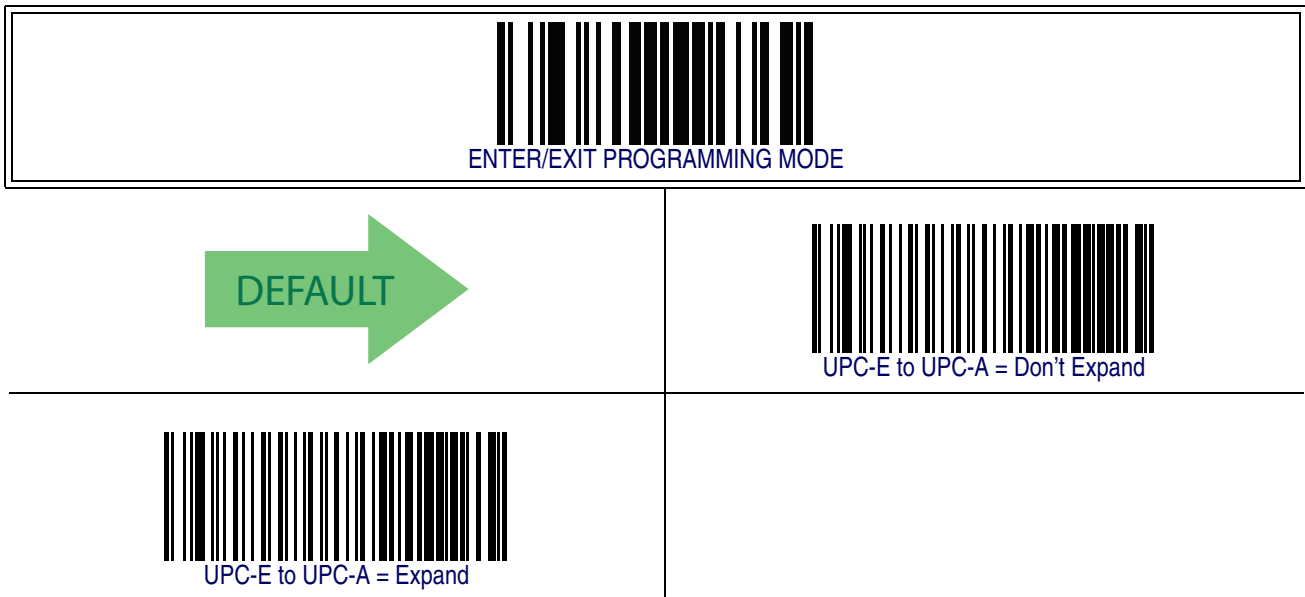 ENTER/EXIT PROGRAMMING MODE
DEFAULT
UPC-E to UPC-A = Don't Expand
UPC-E to UPC-A = Expand